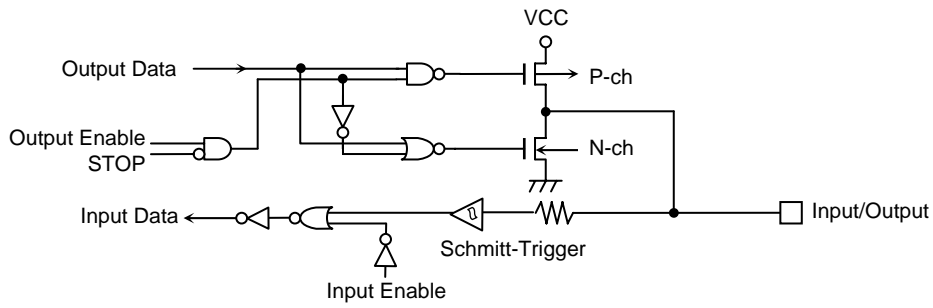 VCC
Output Data
P-ch
Output Enable
STOP
N-ch
Input Data
Input/Output
Schmitt-Trigger
Input Enable